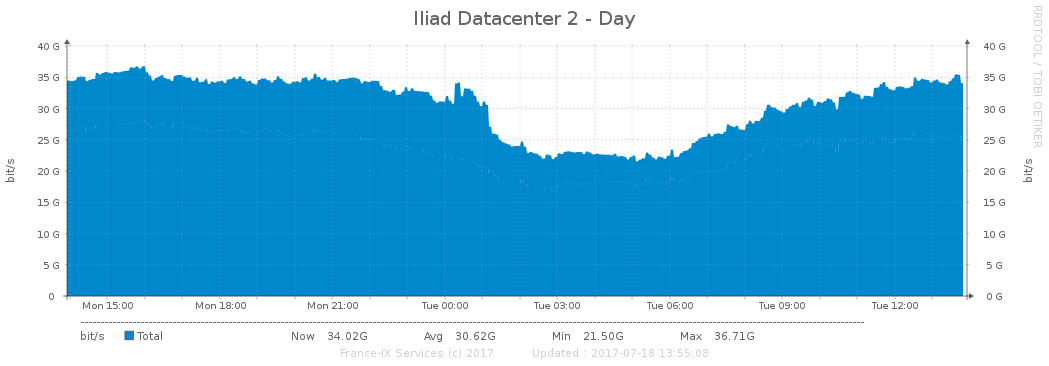 Iliad Datacenter 2 - Day
RRDTOOL / TOBI OETIKER
40 G 40 G
35 G 35 G
30 G 30 G
25 G 25 G
20 G 20 G
15 G 15 G
10 G 10 G
5 G 5 G
0 0 G
bit/s bit/s
Mon 15:00 Mon 18:00 Mon 21:00 Tue 00:00 Tue 03:00 Tue 06:00 Tue 09:00 Tue 12:00
bit/s Total Now 34.02G Avg 30.62G Min 21.50G Max 36.71G
France-IX Services (c) 2017 Updated : 2017-07-18 13:55:08